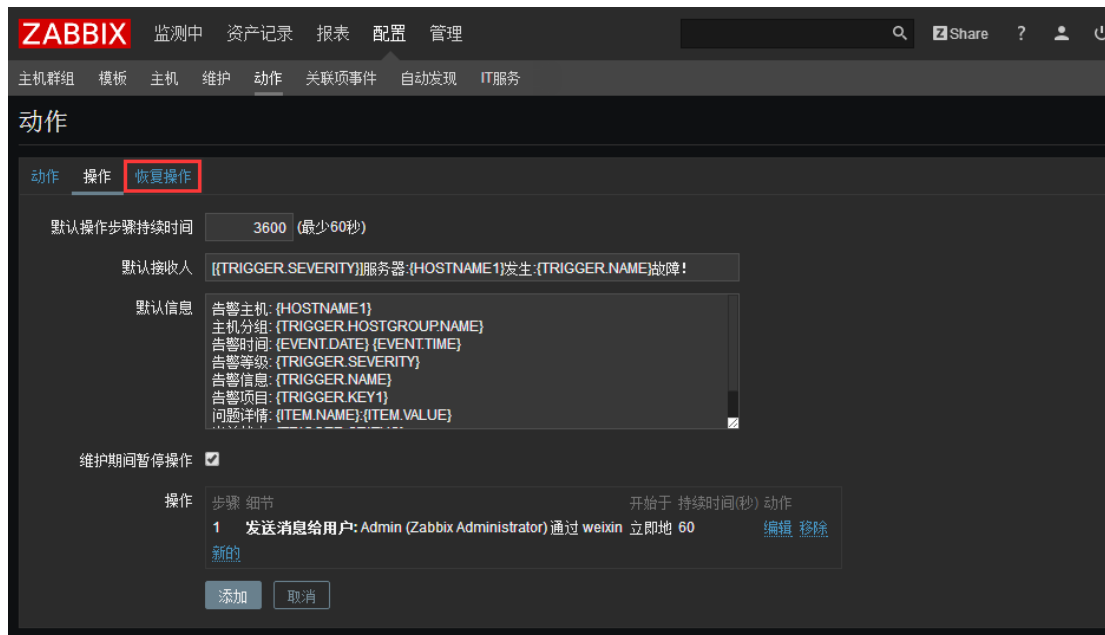 ZABBIX 监测中 资产记录 报表 配置 管理 Z Share ?
主机群组 模板 主机 维护 动作 关联项事件 自动发现 IT服务
动作
动作 操作 恢复操作
默认操作步骤持续时间 3600 (最少60秒)
默认接收人 [{TRIGGER.SEVERITY}]服务器:{HOSTNAME1}发生:{TRIGGER.NAME}故障!
默认信息 告警主机: {HOSTNAME1}
主机分组: {TRIGGER.HOSTGROUP.NAME}
告警时间: {EVENT.DATE} {EVENT.TIME}
告警等级: {TRIGGER.SEVERITY}
告警信息: {TRIGGER.NAME}
告警项目: {TRIGGER.KEY1}
问题详情: {ITEM.NAME}:{ITEM.VALUE}
维护期间暂停操作
操作 步骤 细节 开始于 持续时间(秒) 动作
1 发送消息给用户: Admin (Zabbix Administrator) 通过 weixin 立即地 60 编辑 移除
新的
添加 取消